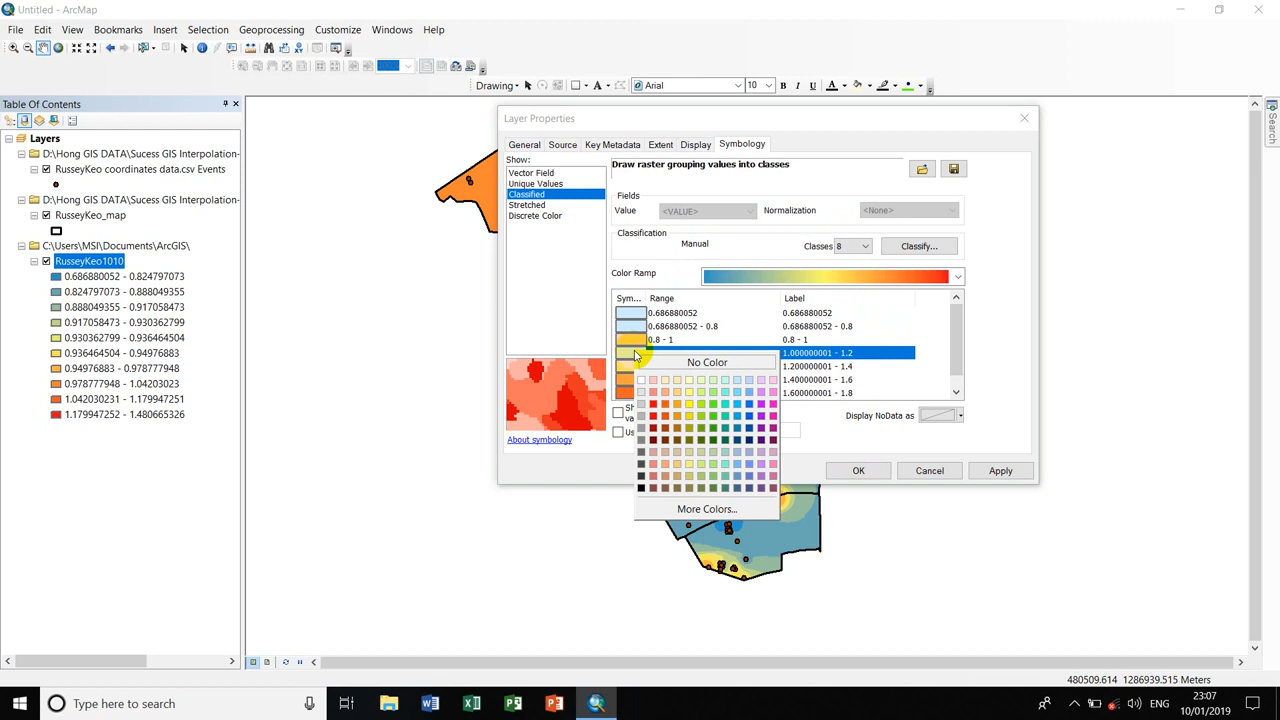 Untitled - ArcMap
File Edit View Bookmarks Insert Selection Geoprocessing Customize Windows Help
Drawing Arial 10 B I U A
Table Of Contents
Layers
D:\Hong GIS DATA\Sucess GIS Interpolation-
RusseyKeo coordinates data.csv Events
D:\Hong GIS DATA\Sucess GIS Interpolation-
RusseyKeo_map
C:\Users\MSI\Documents\ArcGIS\
RusseyKeo1010
0.686880052 - 0.824797073
0.824797073 - 0.888049355
0.888049355 - 0.917058473
0.917058473 - 0.930362799
0.930362799 - 0.936464504
0.936464504 - 0.94976883
0.94976883 - 0.978777948
0.978777948 - 1.04203023
1.04203023 - 1.179947252
1.179947252 - 1.480665326
Layer Properties
General Source Key Metadata Extent Display Symbology
Show:
Vector Field
Unique Values
Classified
Stretched
Discrete Color
About symbology
Draw raster grouping values into classes
Fields
Value <VALUE> Normalization <None>
Classification
Manual Classes 8 Classify...
Color Ramp
Sym... Range Label
0.686880052 0.686880052
0.686880052 - 0.8 0.686880052 - 0.8
0.8 - 1 0.8 - 1
1.000000001 - 1.2
1.200000001 - 1.4
1.400000001 - 1.6
1.600000001 - 1.8
No Color
More Colors...
Display NoData as
OK Cancel Apply
Search
480509.614 1286939.515 Meters
Type here to search
ENG
23:07
10/01/2019